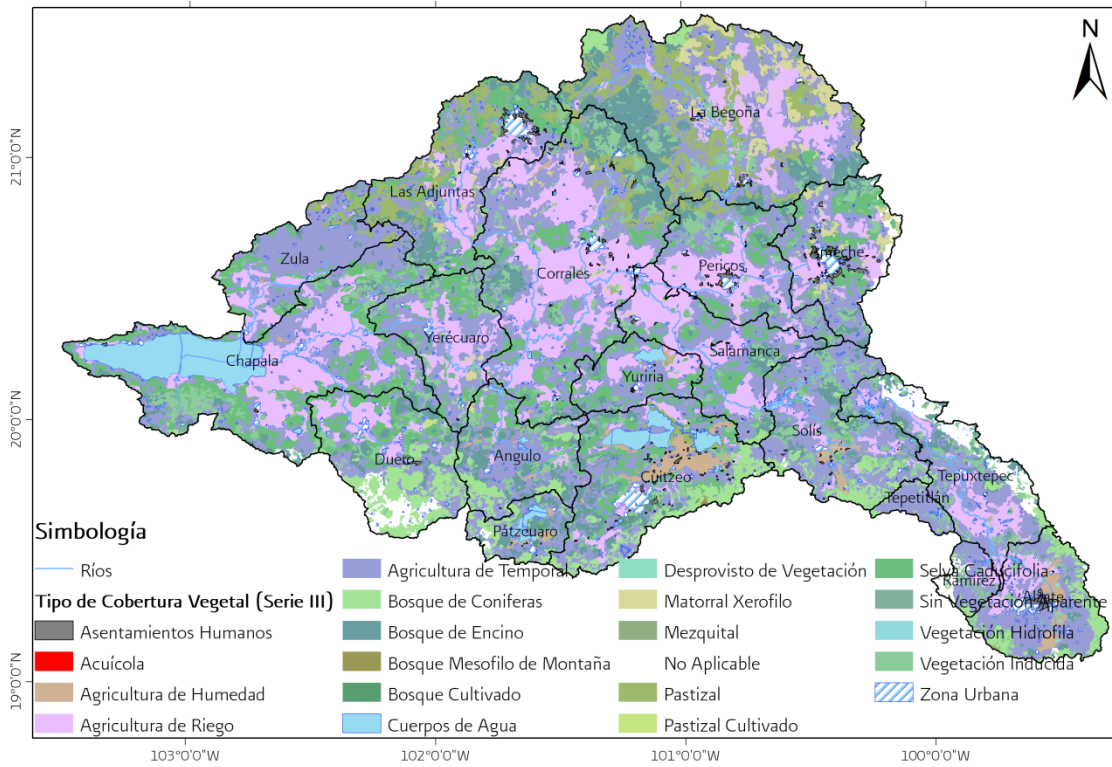 N
La Begoña
21°0'0"N
Las Adjuntas
Ameche
Zula
Pericos
Corrales
Chapala
Yerécuaro
Salamanca
Yuriria
20°0'0"N
Solís
Duero
Angulo
Cuitzeo
Tepuxtepec
Tepetitlán
Simbología
Pátzcuaro
Ríos
Agricultura de Temporal
Desprovisto de Vegetación
Selva Caducifolia
Ramírez
Tipo de Cobertura Vegetal (Serie III)
Bosque de Coniferas
Matorral Xerofilo
Sin Vegetación Aparente
Asentamientos Humanos
Bosque de Encino
Mezquital
Vegetación Hidrofila
Acuícola
Bosque Mesofilo de Montaña
No Aplicable
Vegetación Inducida
19°0'0"N
Agricultura de Humedad
Bosque Cultivado
Pastizal
Zona Urbana
Agricultura de Riego
Cuerpos de Agua
Pastizal Cultivado
103°0'0"W
102°0'0"W
101°0'0"W
100°0'0"W